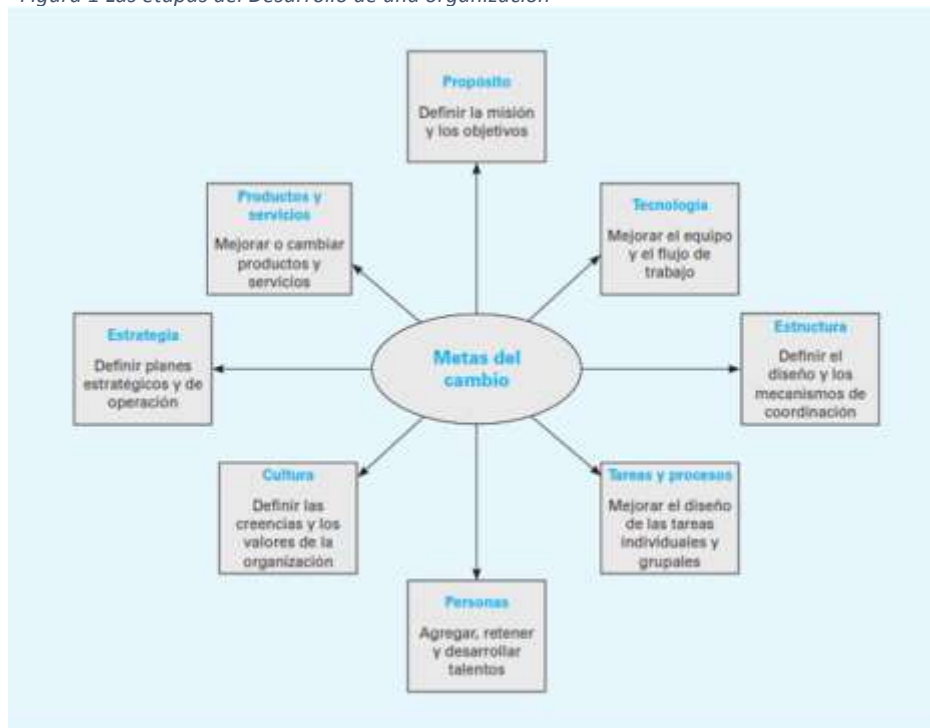 Figura 1 Las etapas del Desarrollo de una organización
Propósito
Definir la misión
y los objetivos
Productos y
servicios
Mejorar o cambiar
productos y
servicios
Tecnología
Mejorar el equipo
y el flujo de
trabajo
Estrategia
Definir planes
estratégicos y de
operación
Metas del
cambio
Estructura
Definir el
diseño y los
mecanismos de
coordinación
Cultura
Definir las
creencias y los
valores de la
organización
Tareas y procesos
Mejorar el diseño
de las tareas
individuales y
grupales
Personas
Agregar, retener
y desarrollar
talentos